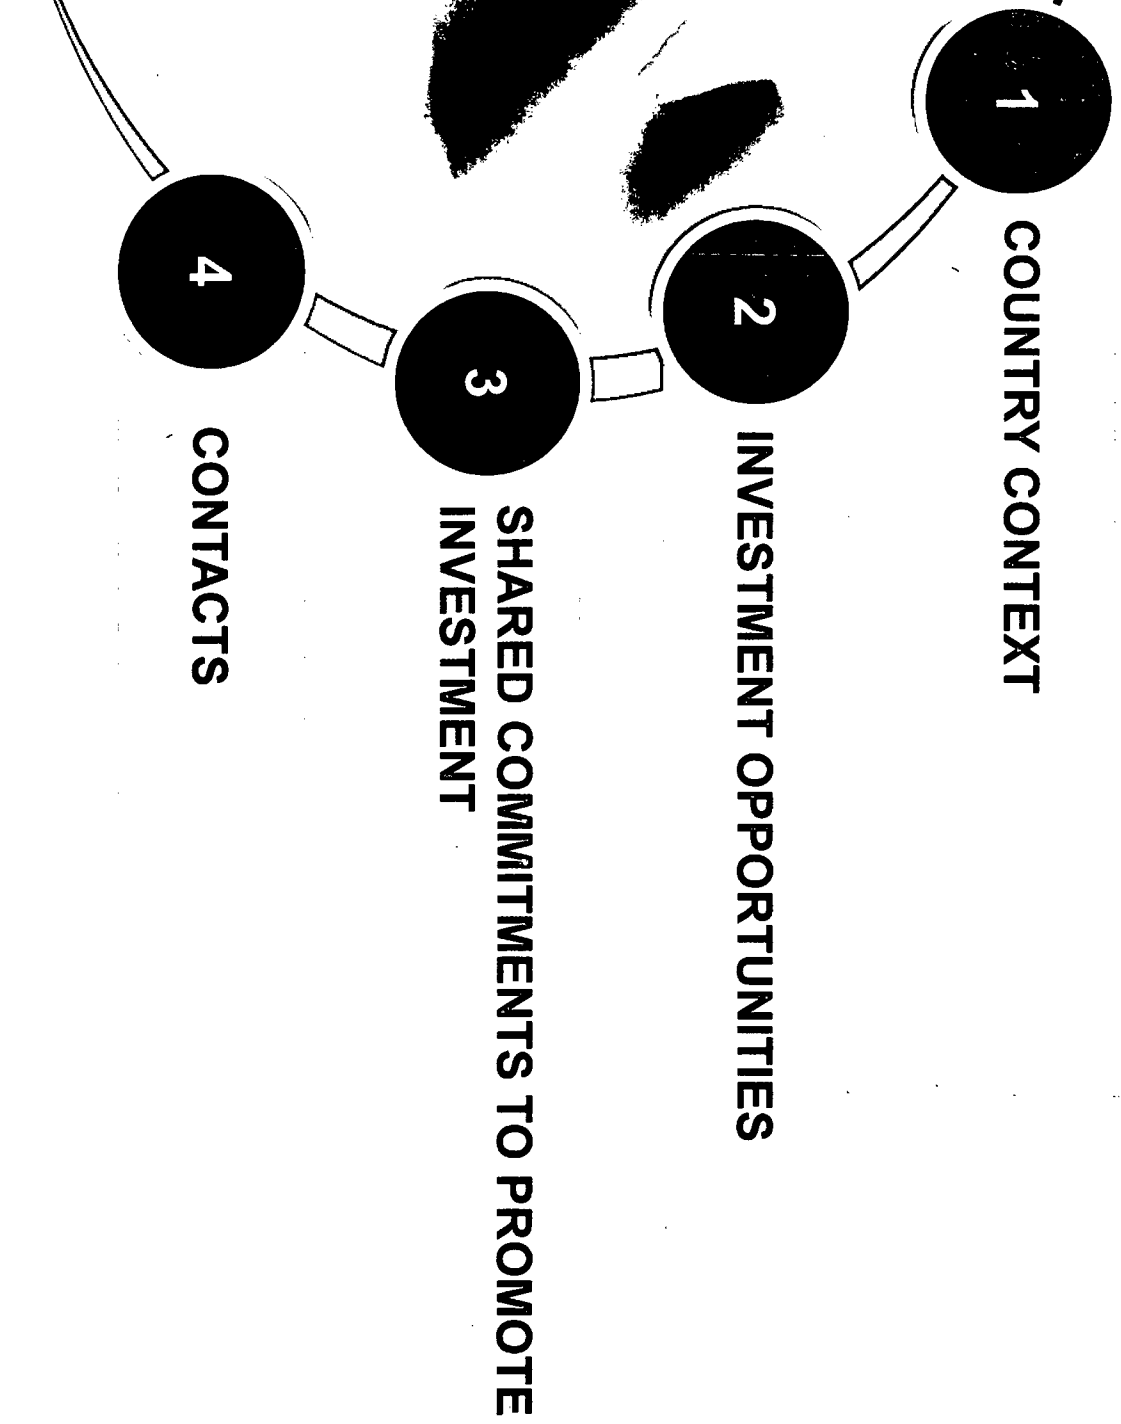 1
COUNTRY CONTEXT
2
INVESTMENT OPPORTUNITIES
3
SHARED COMMITMENTS TO PROMOTE
INVESTMENT
4
CONTACTS